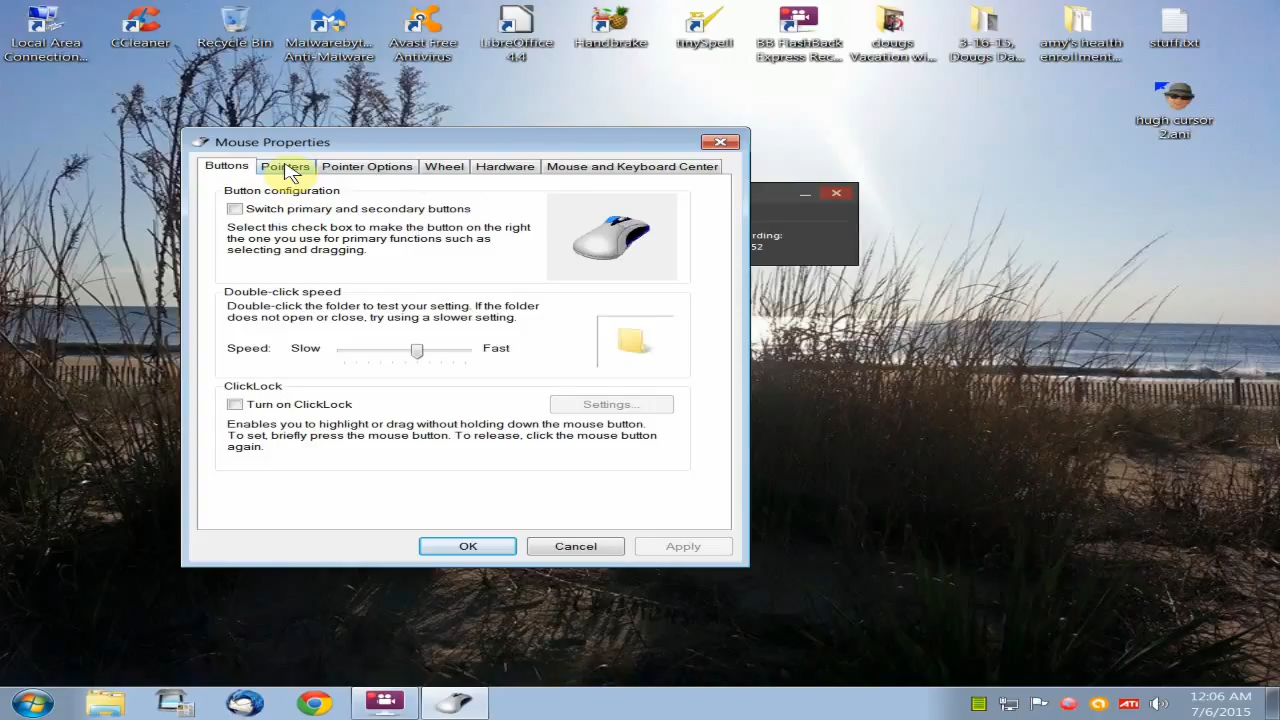 Local Area
Connection...
CCleaner
Recycle Bin
Malwarebyt...
Anti-Malware
Avast Free
Antivirus
LibreOffice
4.4
Handbrake
tinySpell
BB FlashBack
Express Rec...
dougs
Vacation wi...
3-16-15,
Dougs Da...
amy's health
enrollment...
stuff.txt
hugh cursor
2.ani
Mouse Properties
Buttons Pointers Pointer Options Wheel Hardware Mouse and Keyboard Center
Button configuration
Switch primary and secondary buttons
Select this check box to make the button on the right
the one you use for primary functions such as
selecting and dragging.
rding:
52
Double-click speed
Double-click the folder to test your setting. If the folder
does not open or close, try using a slower setting.
Speed: Slow Fast
ClickLock
Turn on ClickLock
Settings...
Enables you to highlight or drag without holding down the mouse button.
To set, briefly press the mouse button. To release, click the mouse button
again.
OK Cancel Apply
ATI
12:06 AM
7/6/2015